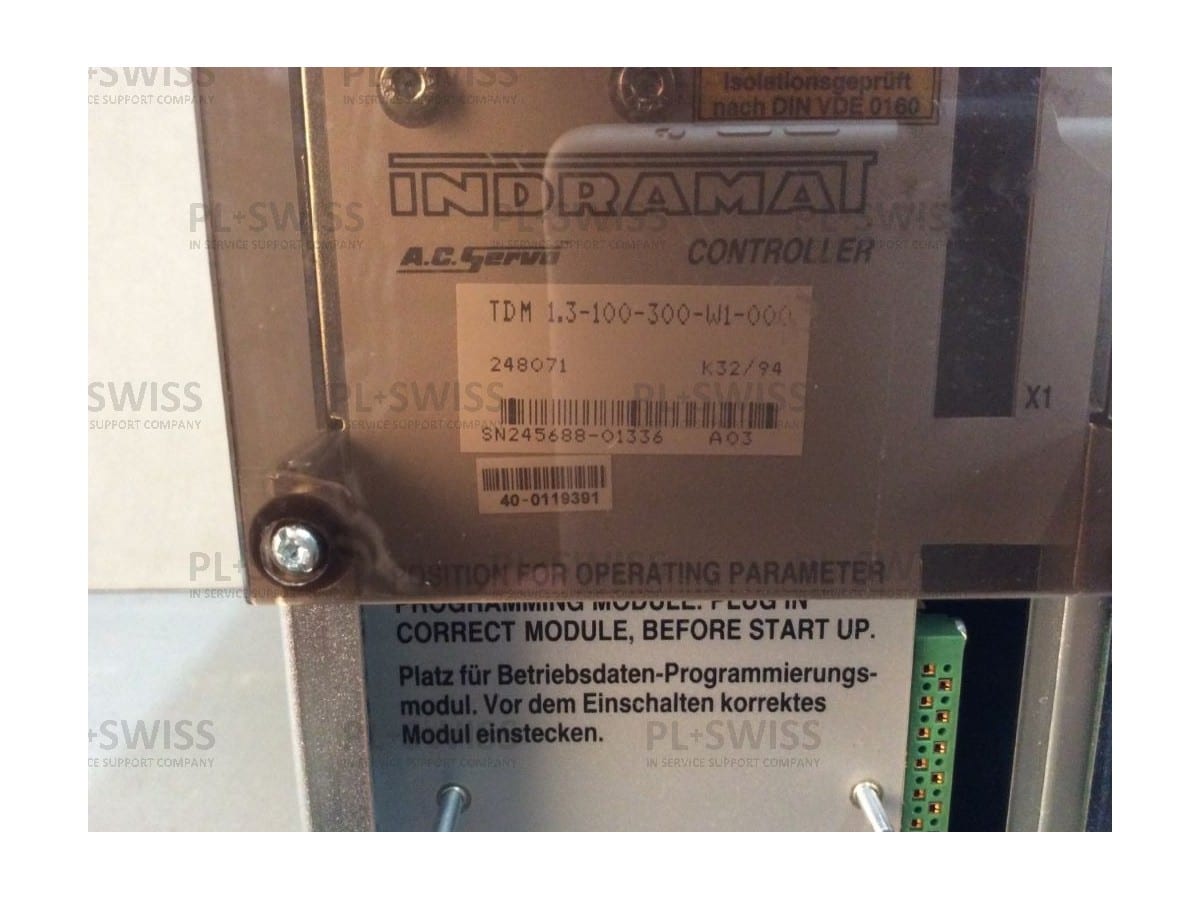 Isolationsgeprüft
nach DIN VDE 0160
INDRAMAT
A.C. Servo CONTROLLER
TDM 1.3-100-300-W1-000
248071 K32/94
SN245688-01336 A03
40-0119391
X1
POSITION FOR OPERATING PARAMETER
PROGRAMMING MODULE. PLUG IN
CORRECT MODULE, BEFORE START UP.
Platz für Betriebsdaten-Programmierungs-
modul. Vor dem Einschalten korrektes
Modul einstecken.
PL+SWISS
IN SERVICE SUPPORT COMPANY